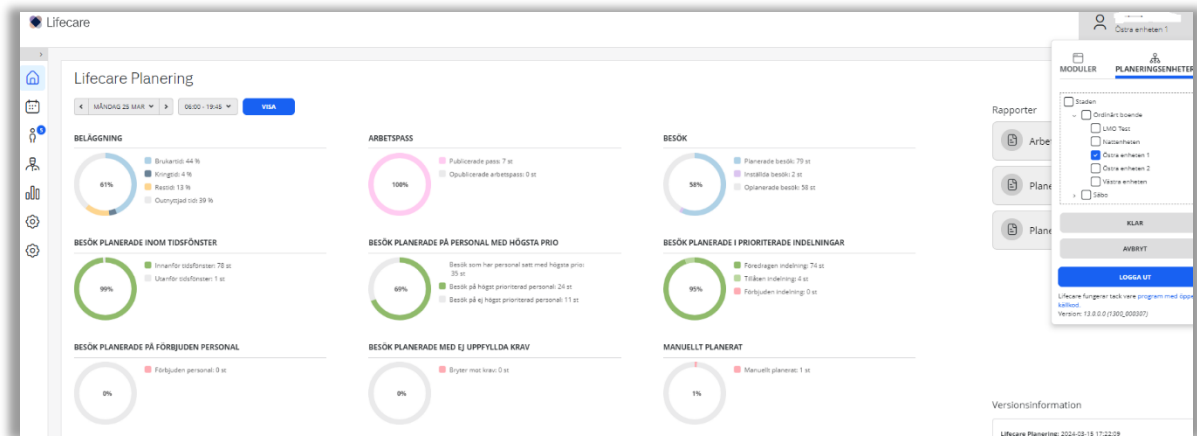 Lifecare
Östra enheten 1
Lifecare Planering
MÅNDAG 25 MAR
06:00 - 19:45
VISA
BELÄGGNING
61%
Brukartid: 44 %
Kringtid: 4 %
Rastid: 13 %
Outnyttjad tid: 39 %
ARBETSPASS
100%
Publicerade pass: 7 st
Opublicerade arbetspass: 0 st
BESÖK
58%
Planerade besök: 79 st
Inställda besök: 2 st
Oplanerade besök: 58 st
BESÖK PLANERADE INOM TIDSFÖNSTER
99%
Innanför tidsfönster: 78 st
Utanför tidsfönster: 1 st
BESÖK PLANERADE PÅ PERSONAL MED HÖGSTA PRIO
69%
Besök som har personal satt med högsta prio:
35 st
Besök på högst prioriterad personal: 24 st
Besök på ej högst prioriterad personal: 11 st
BESÖK PLANERADE I PRIORITERADE INDELNINGAR
95%
Föredragen indelning: 74 st
Tillåten indelning: 4 st
Förbjuden indelning: 0 st
BESÖK PLANERADE PÅ FÖRBJUDEN PERSONAL
0%
Förbjuden personal: 0 st
BESÖK PLANERADE MED EJ UPPFYLLDA KRAV
0%
Bryter mot krav: 0 st
MANUELLT PLANERAT
1%
Manuellt planerat: 1 st
Rapporter
Arbe
Plane
Plane
MODULER
PLANERINGSENHETER
Staden
Ordinärt boende
LMO Test
Nattenheten
Östra enheten 1
Östra enheten 2
Västra enheten
Säbo
KLAR
AVBRYT
LOGGA UT
Lifecare fungerar tack vare program med öppe
källkod.
Version: 13.8.0.0 (1300_000307)
Versionsinformation
Lifecare Planering: 2024-03-15 17:22:09